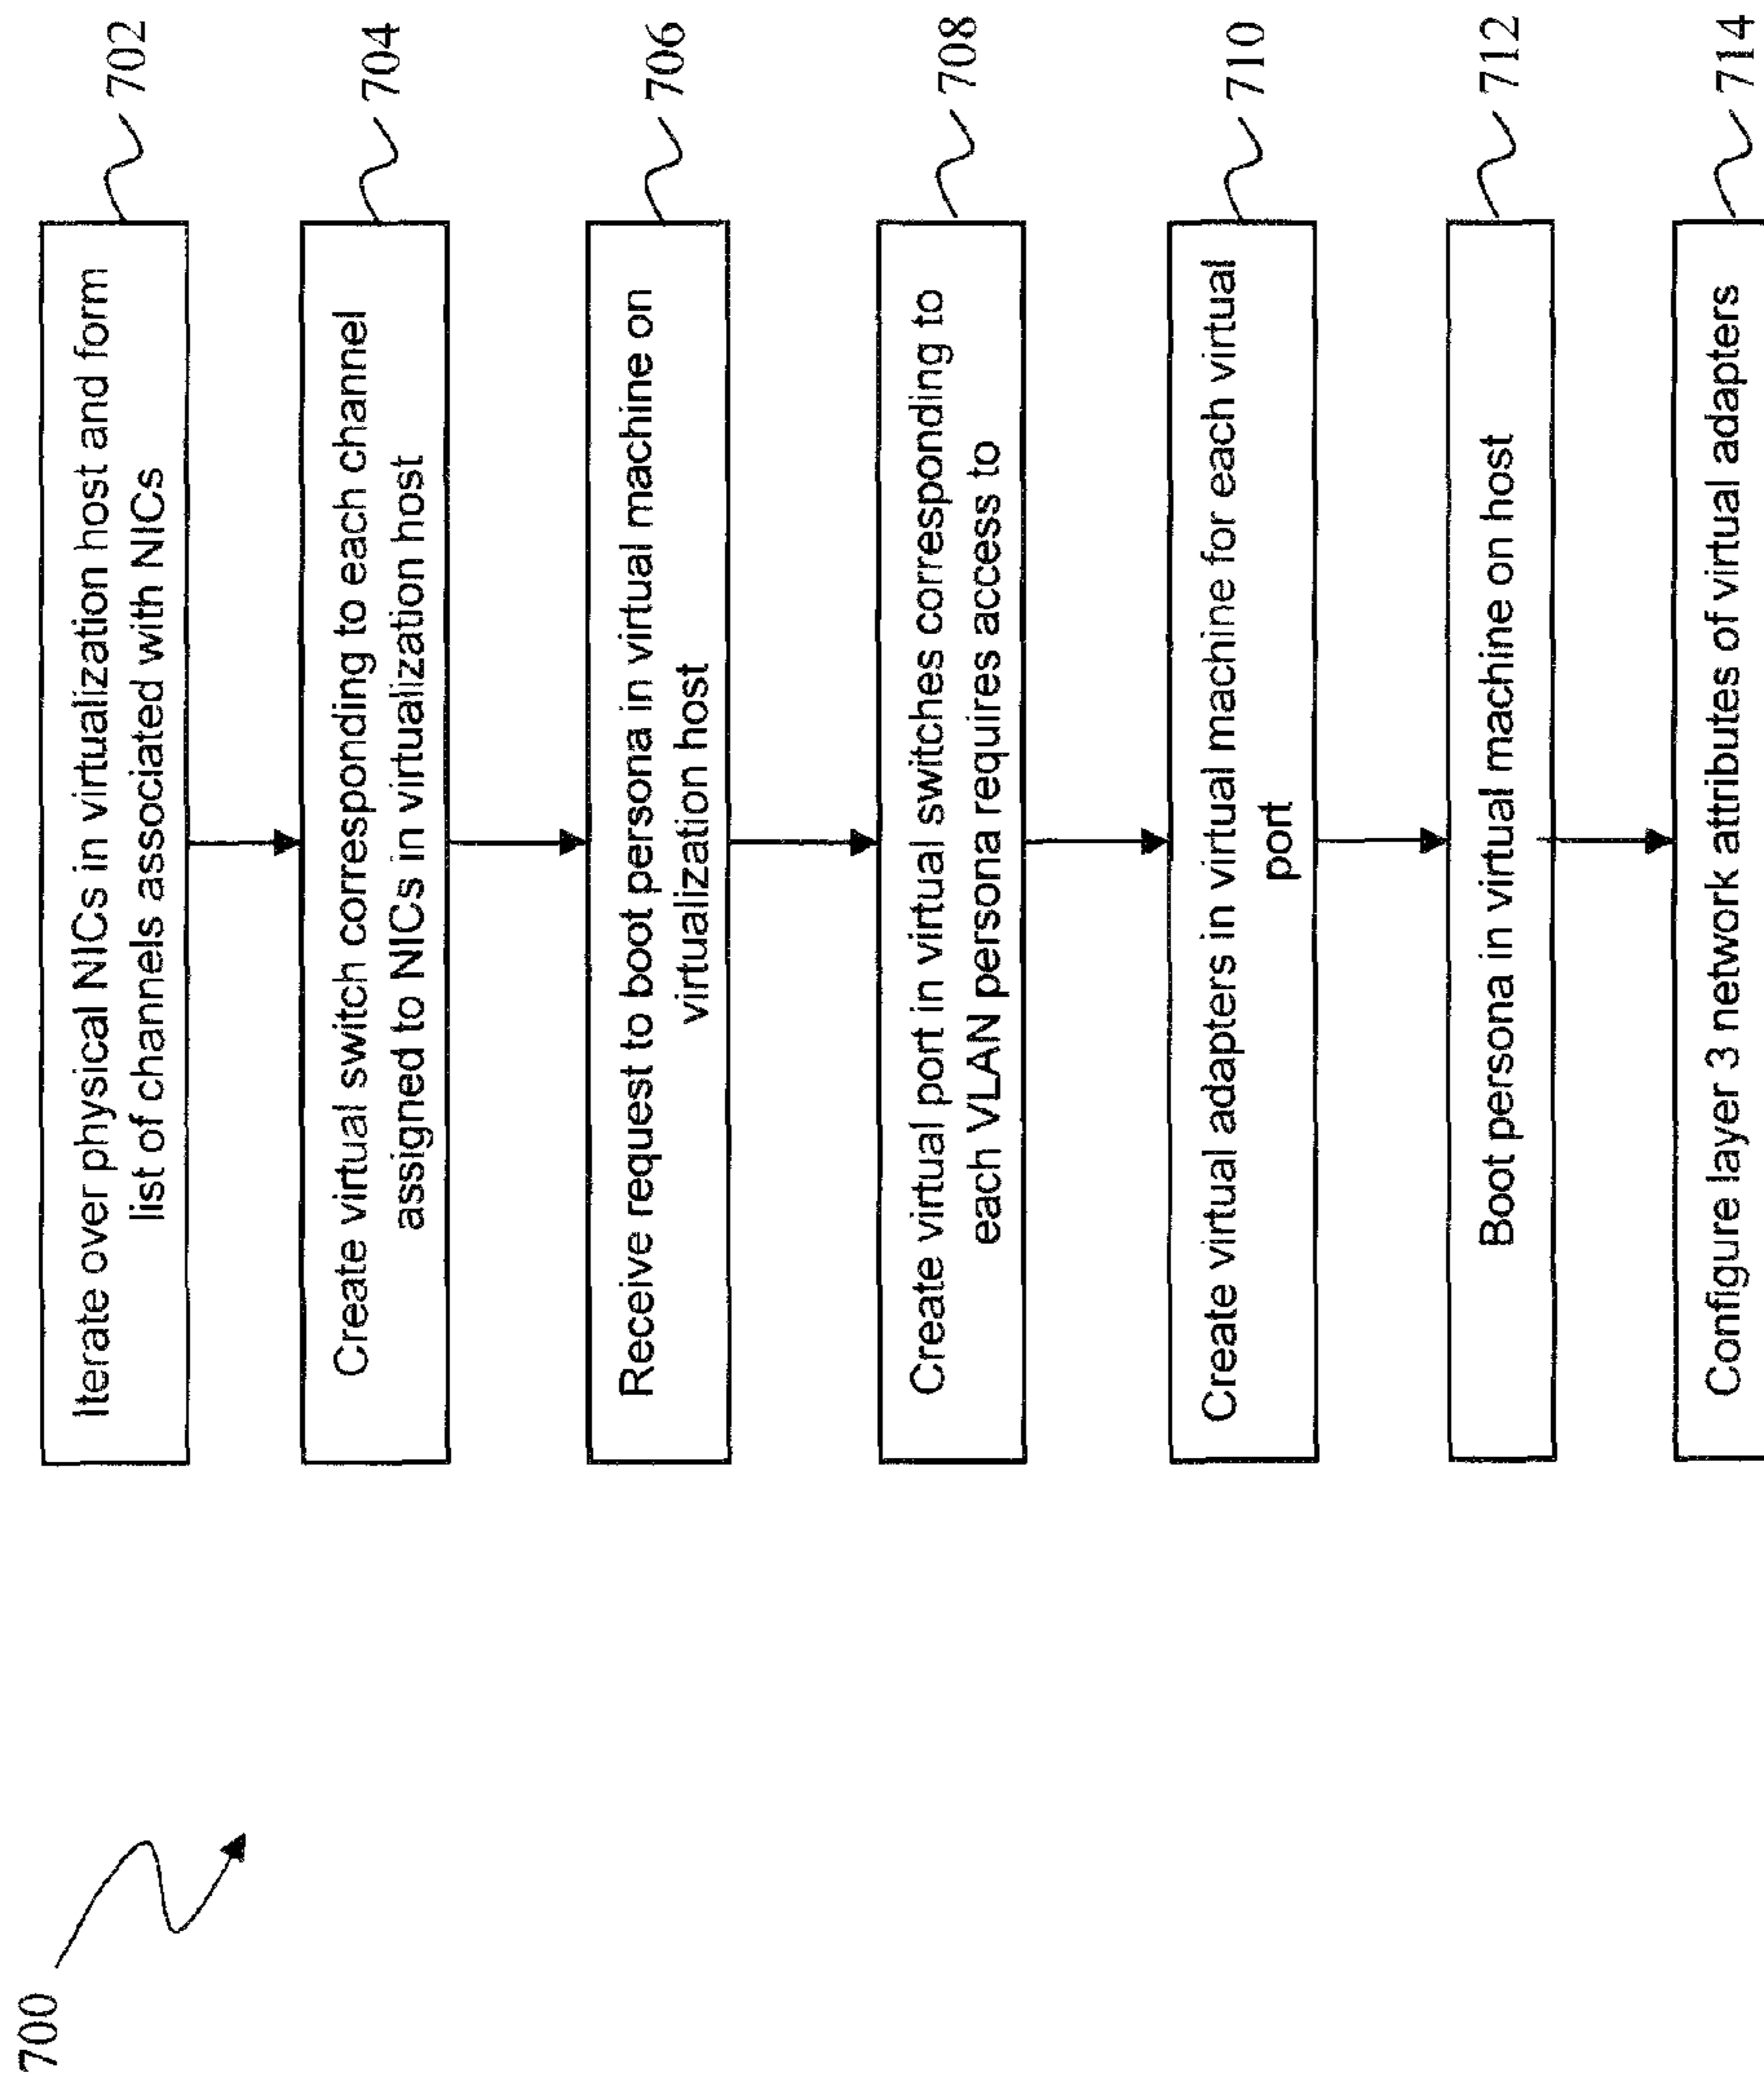 700
Iterate over physical NICs in virtualization host and form
list of channels associated with NICs
702
Create virtual switch corresponding to each channel
assigned to NICs in virtualization host
704
Receive request to boot persona in virtual machine on
virtualization host
706
Create virtual port in virtual switches corresponding to
each VLAN persona requires access to
708
Create virtual adapters in virtual machine for each virtual
port
710
Boot persona in virtual machine on host
712
Configure layer 3 network attributes of virtual adapters
714